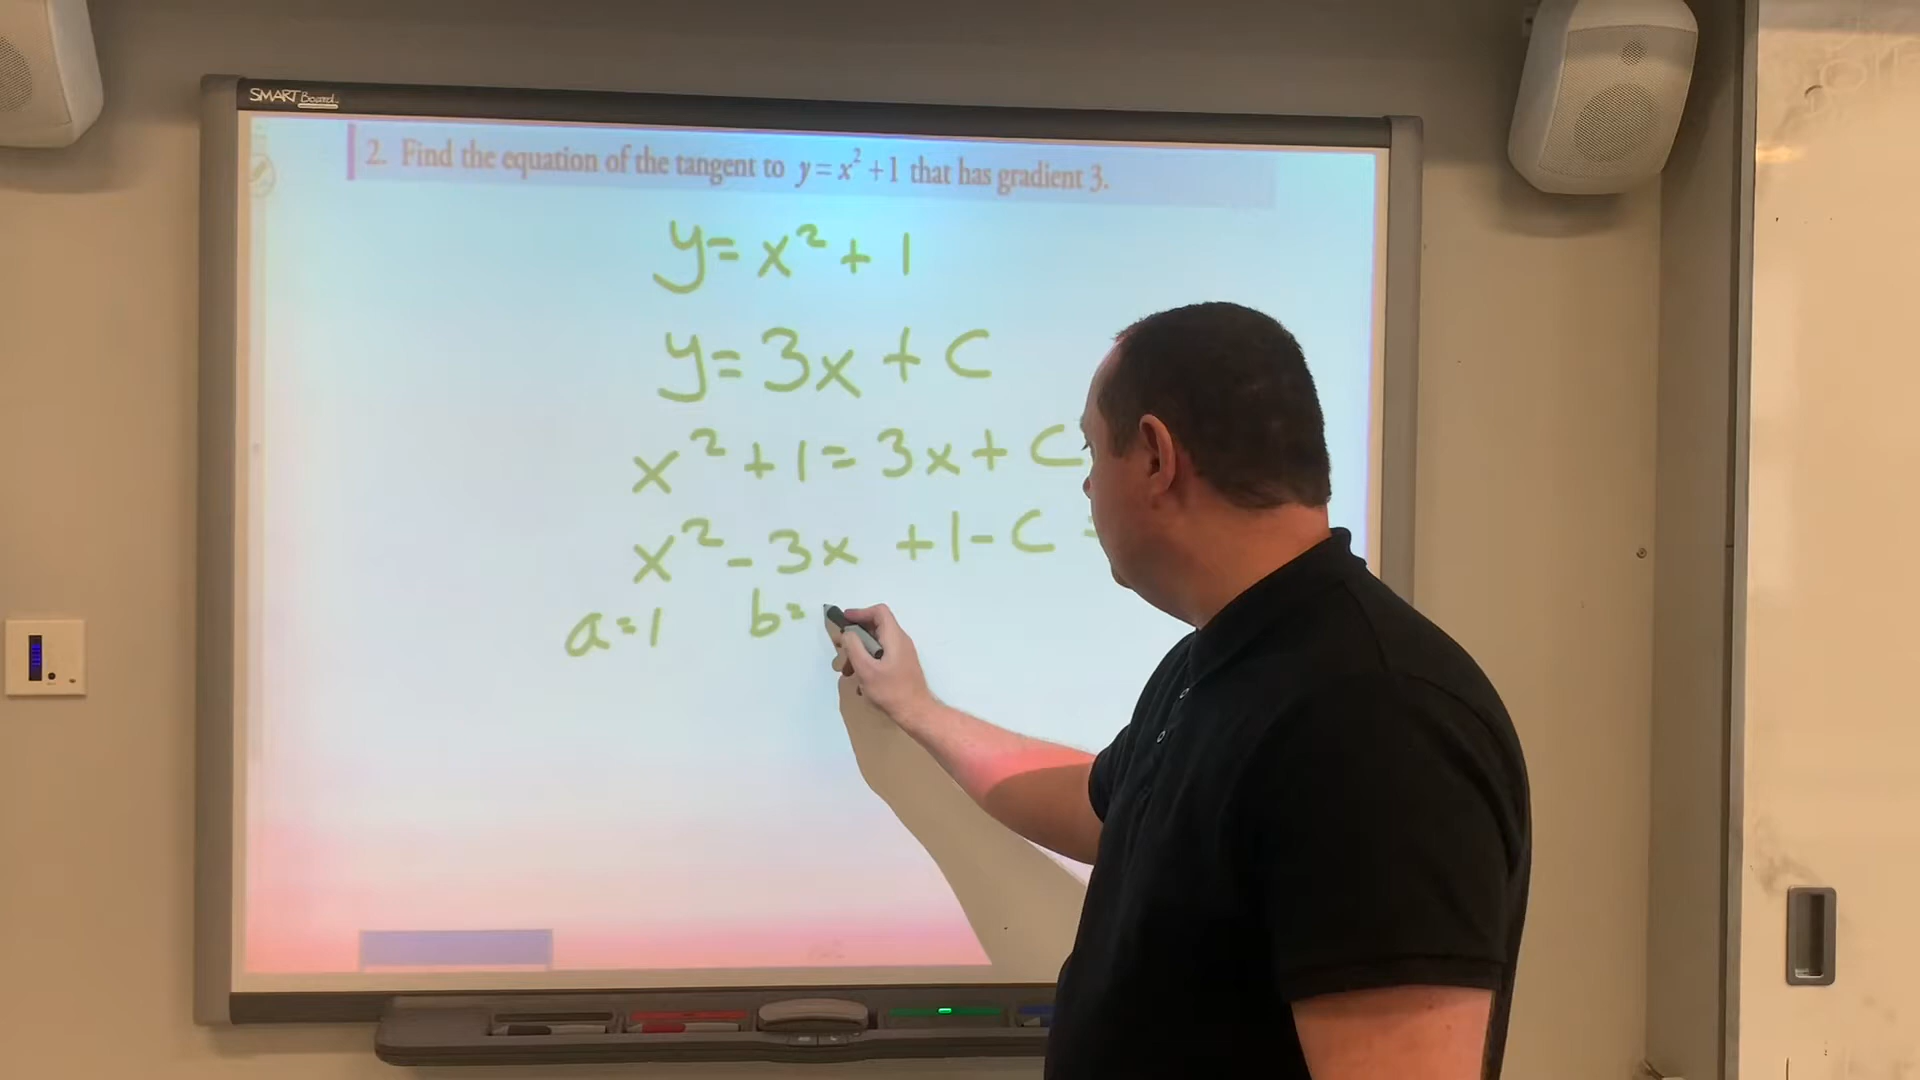 SMART Board
2. Find the equation of the tangent to y = x² + 1 that has gradient 3.
y = x² + 1
y = 3x + C
x² + 1 = 3x + C
x² - 3x + 1 - C =
a = 1 b =